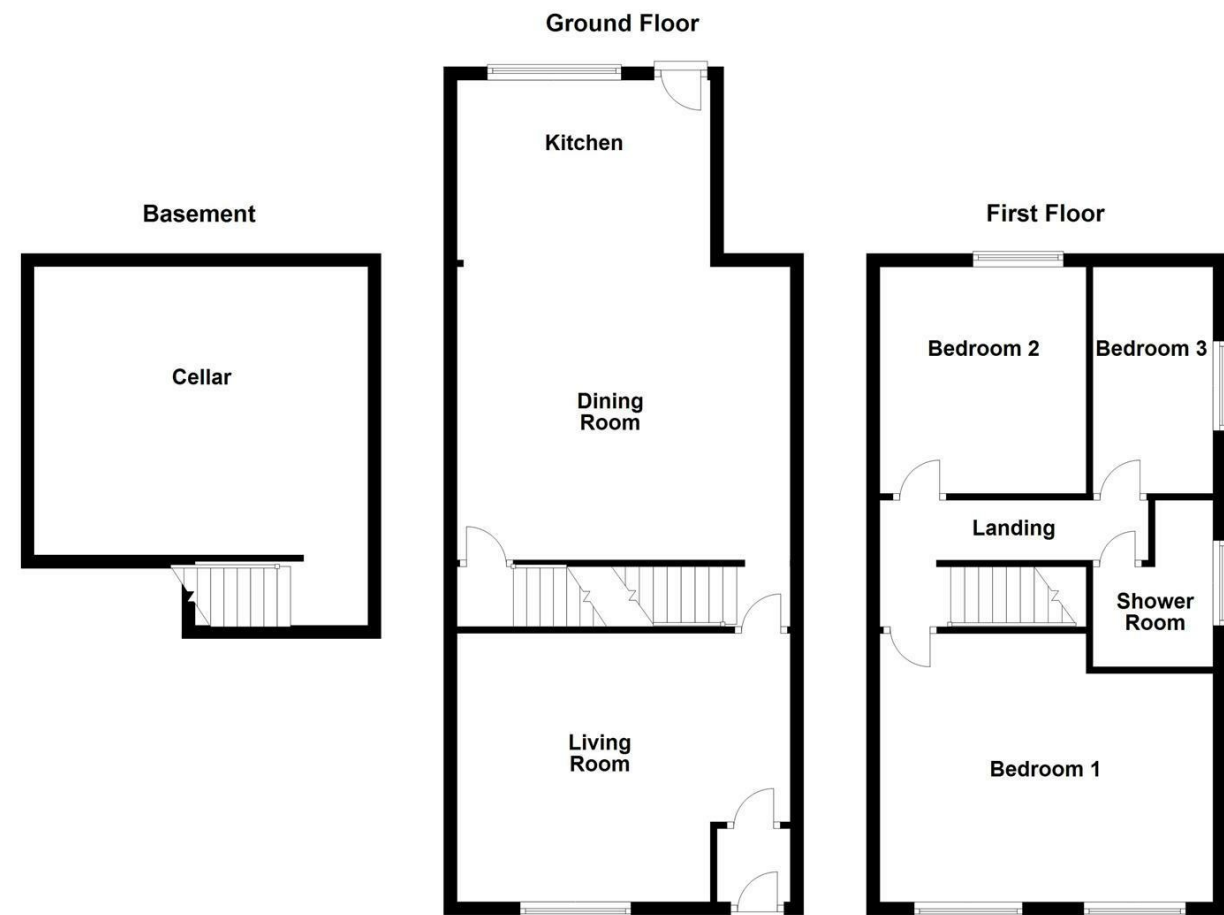 Ground Floor
Kitchen
Dining
Room
Living
Room
Basement
Cellar
First Floor
Bedroom 2
Bedroom 3
Landing
Shower
Room
Bedroom 1